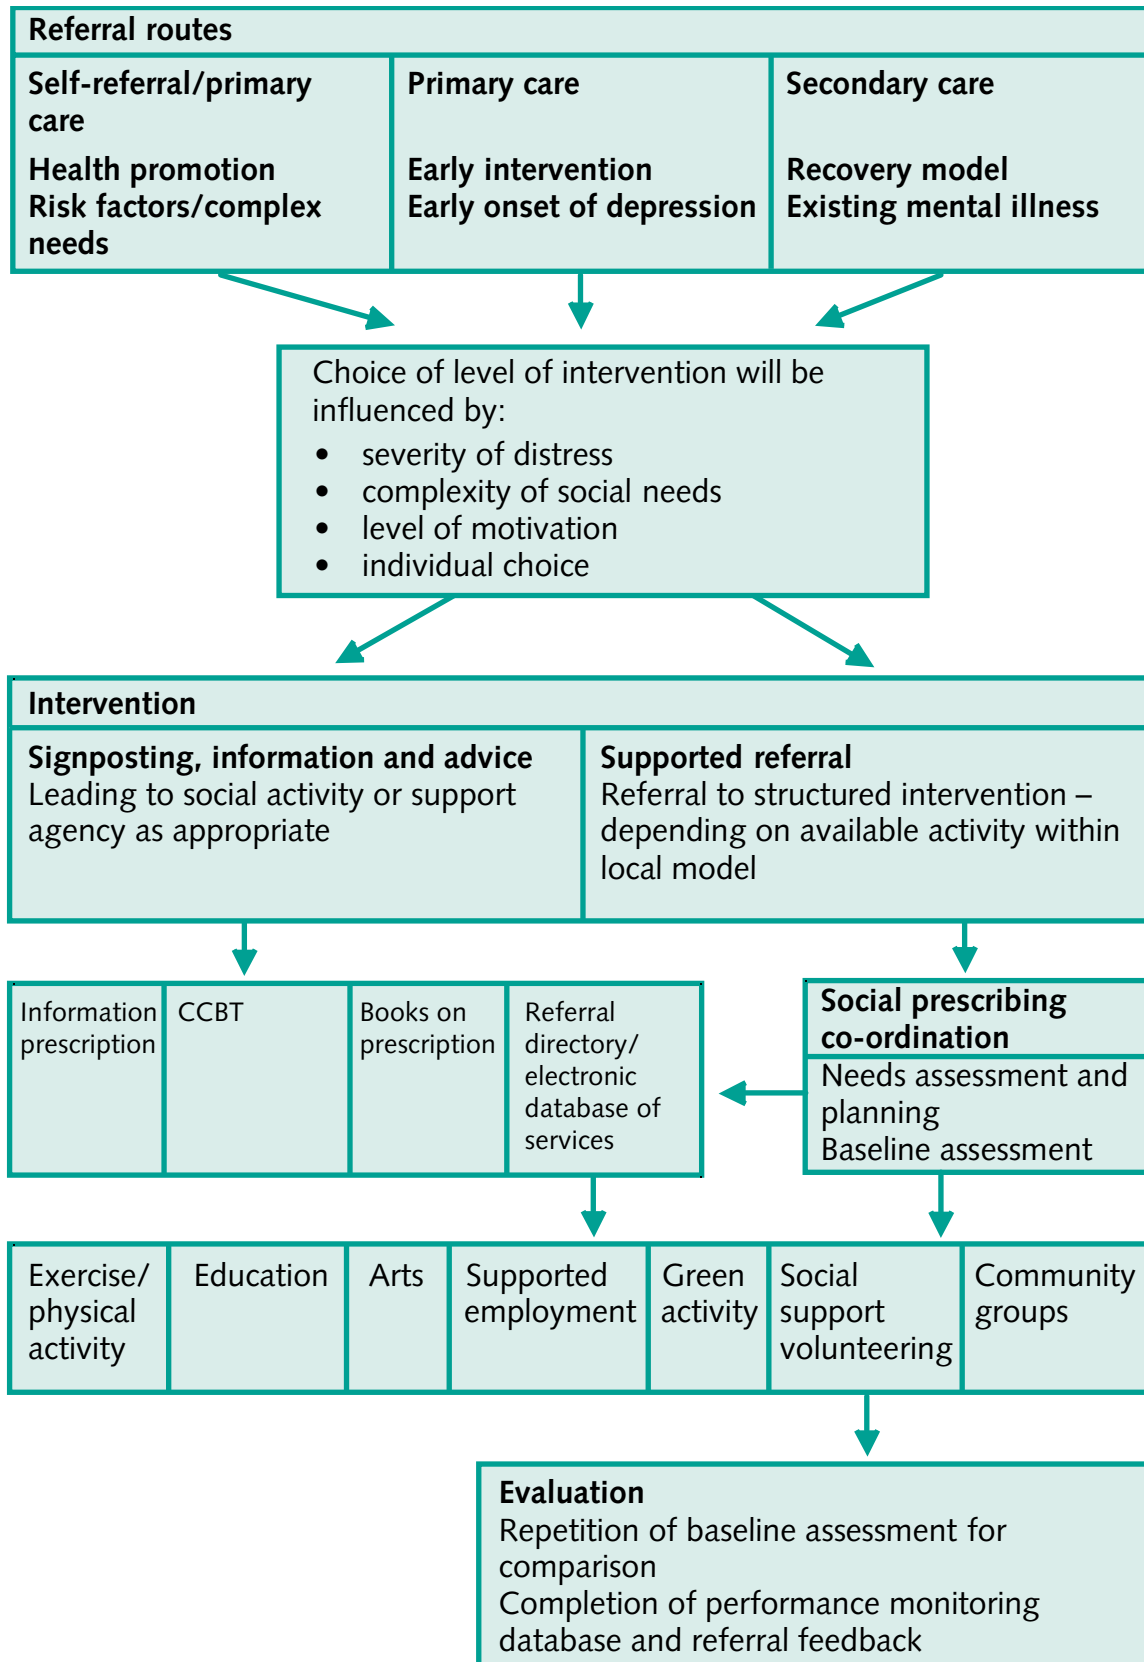 Referral routes
Self-referral/primary
care
Health promotion
Risk factors/complex
needs
Primary care
Early intervention
Early onset of depression
Secondary care
Recovery model
Existing mental illness
Choice of level of intervention will be
influenced by:
• severity of distress
• complexity of social needs
• level of motivation
• individual choice
Intervention
Signposting, information and advice
Leading to social activity or support
agency as appropriate
Supported referral
Referral to structured intervention –
depending on available activity within
local model
Information
prescription
CCBT
Books on
prescription
Referral
directory/
electronic
database of
services
Social prescribing
co-ordination
Needs assessment and
planning
Baseline assessment
Exercise/
physical
activity
Education
Arts
Supported
employment
Green
activity
Social
support
volunteering
Community
groups
Evaluation
Repetition of baseline assessment for
comparison
Completion of performance monitoring
database and referral feedback